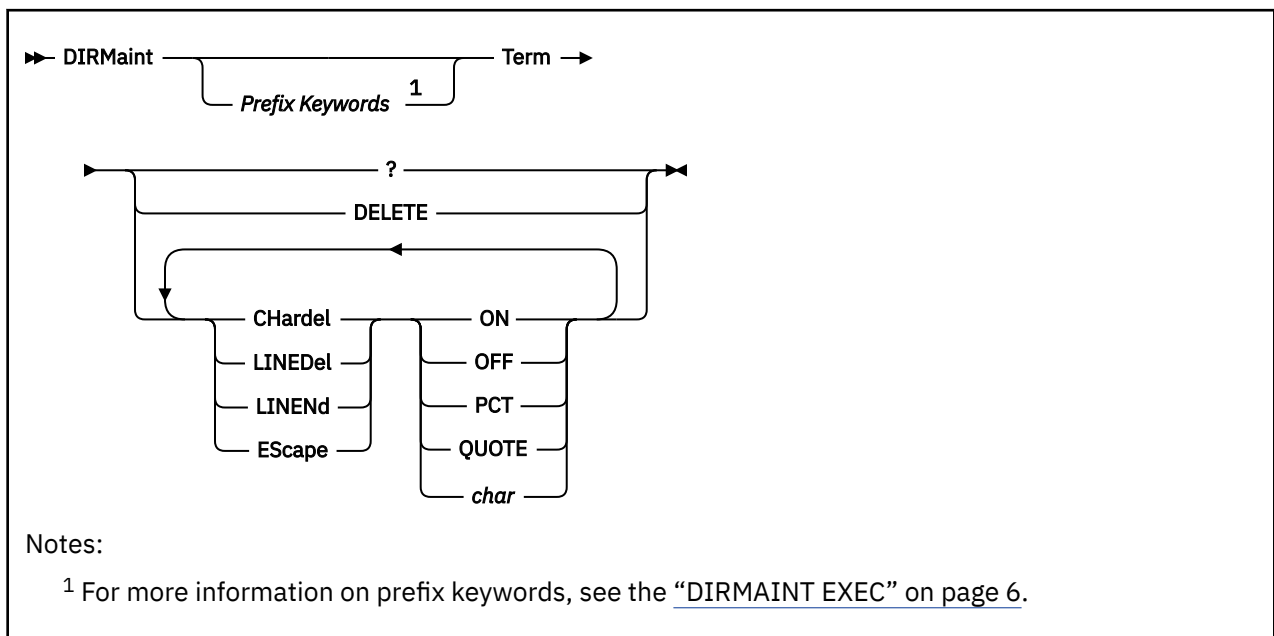 DIRMaint Term
Prefix Keywords 1
?
DELETE
CHardel ON
LINEDel OFF
LINENd PCT
EScape QUOTE
char
Notes:
1 For more information on prefix keywords, see the “DIRMAINT EXEC” on page 6.